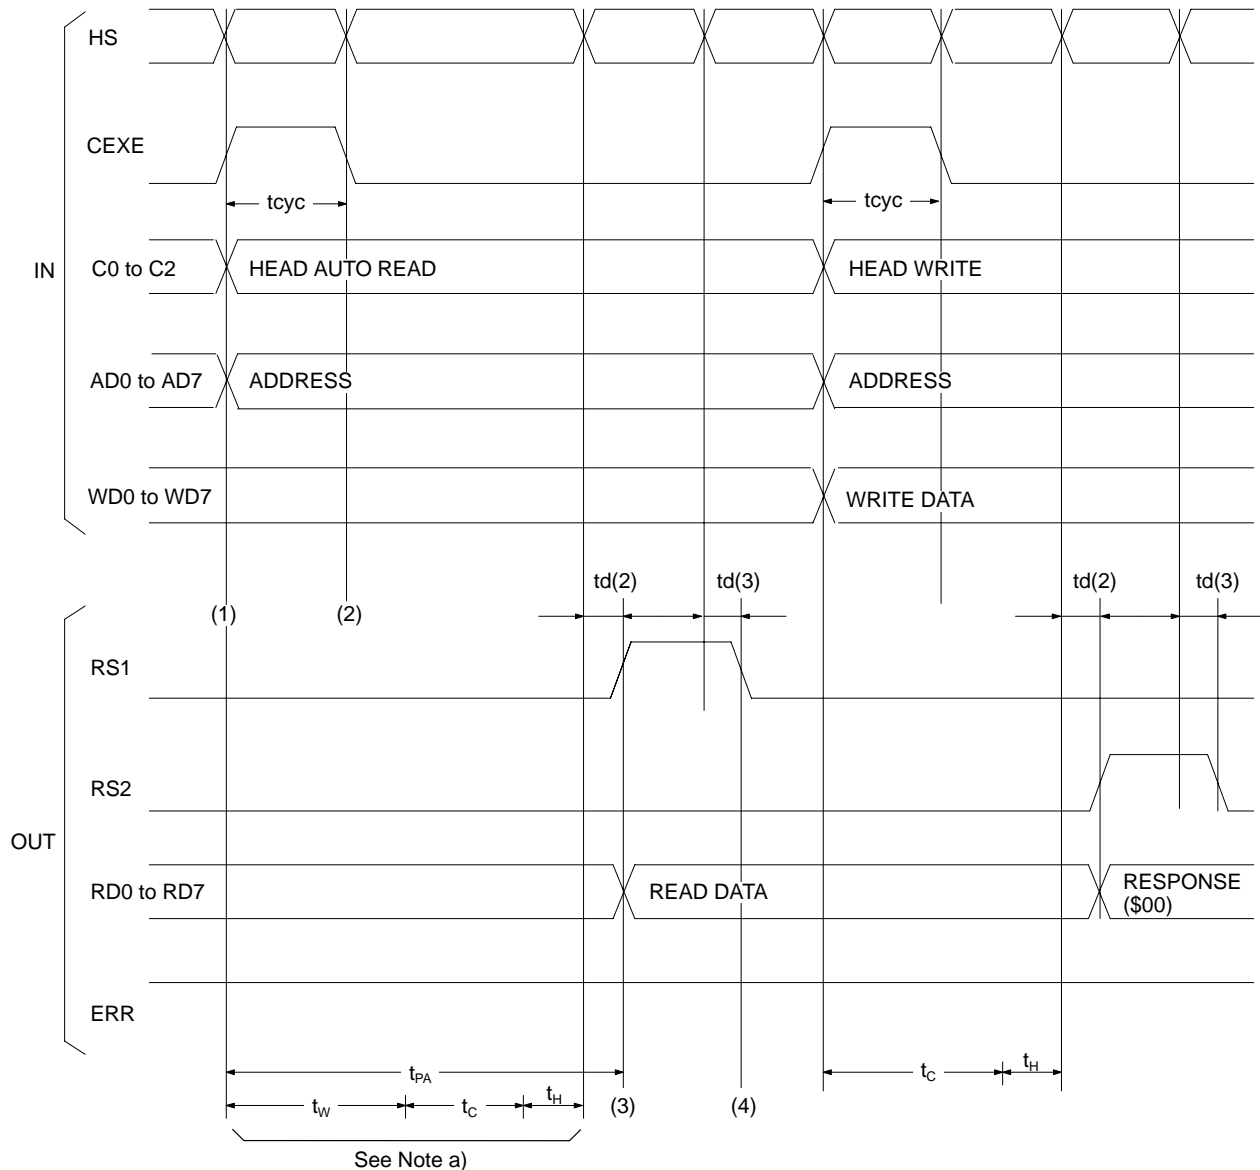 HS
CEXE
tcyc
tcyc
IN
C0 to C2
HEAD AUTO READ
HEAD WRITE
AD0 to AD7
ADDRESS
ADDRESS
WD0 to WD7
WRITE DATA
td(2)
td(3)
td(2)
td(3)
(1)
(2)
RS1
RS2
OUT
RD0 to RD7
READ DATA
RESPONSE
($00)
ERR
tPA
tC
tH
tW
tC
tH
(3)
(4)
See Note a)